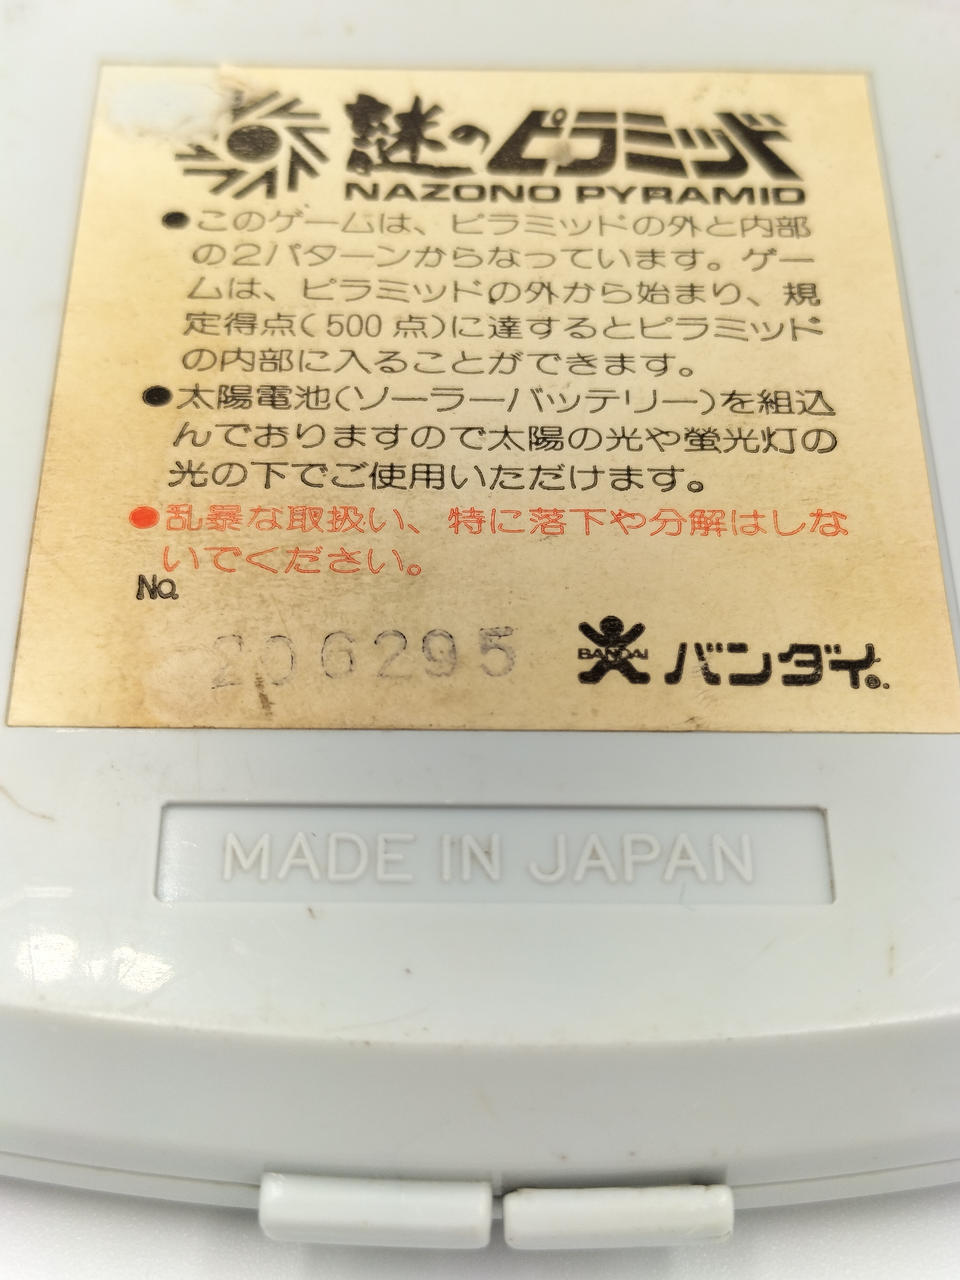 謎のピラミッド
NAZONO PYRAMID
●このゲームは、ピラミッドの外と内部
の2パターンからなっています。ゲー
ムは、ピラミッドの外から始まり、規
定得点(500点)に達するとピラミッド
の内部に入ることができます。
●太陽電池(ソーラーバッテリー)を組込
んでおりますので太陽の光や螢光灯の
光の下でご使用いただけます。
●乱暴な取扱い、特に落下や分解はしな
いでください。
No.
206295
BANDAI バンダイ®.
MADE IN JAPAN